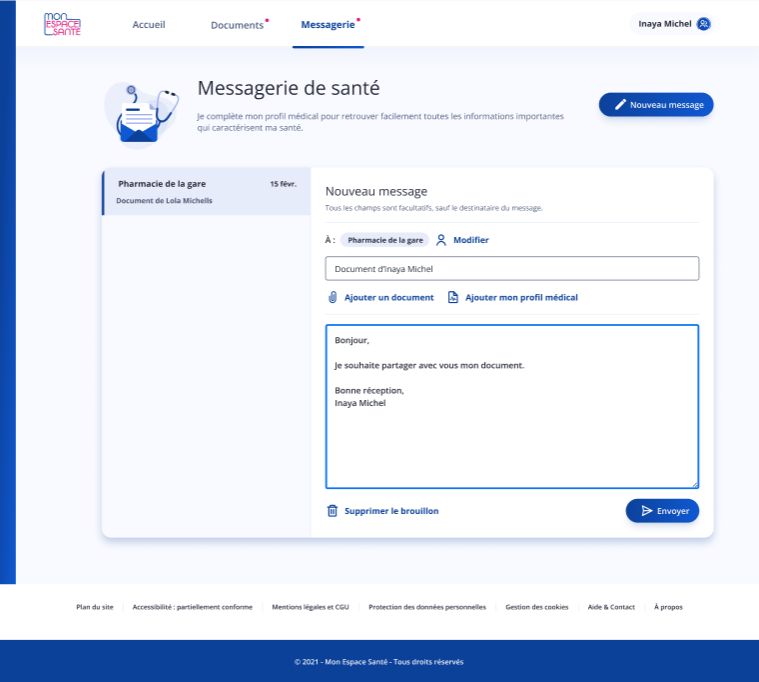 MON
ESPACE
SANTÉ
Accueil
Documents
Messagerie
Inaya Michel
Messagerie de santé
Je complète mon profil médical pour retrouver facilement toutes les informations importantes
qui caractérisent ma santé.
Nouveau message
Pharmacie de la gare
15 févr.
Document de Lola Michells
Nouveau message
Tous les champs sont facultatifs, sauf le destinataire du message.
À : Pharmacie de la gare Modifier
Document d'Inaya Michel
Ajouter un document Ajouter mon profil médical
Bonjour,
Je souhaite partager avec vous mon document.
Bonne réception,
Inaya Michel
Supprimer le brouillon
Envoyer
Plan du site Accessibilité : partiellement conforme Mentions légales et CGU Protection des données personnelles Gestion des cookies Aide & Contact À propos
© 2021 - Mon Espace Santé - Tous droits réservés